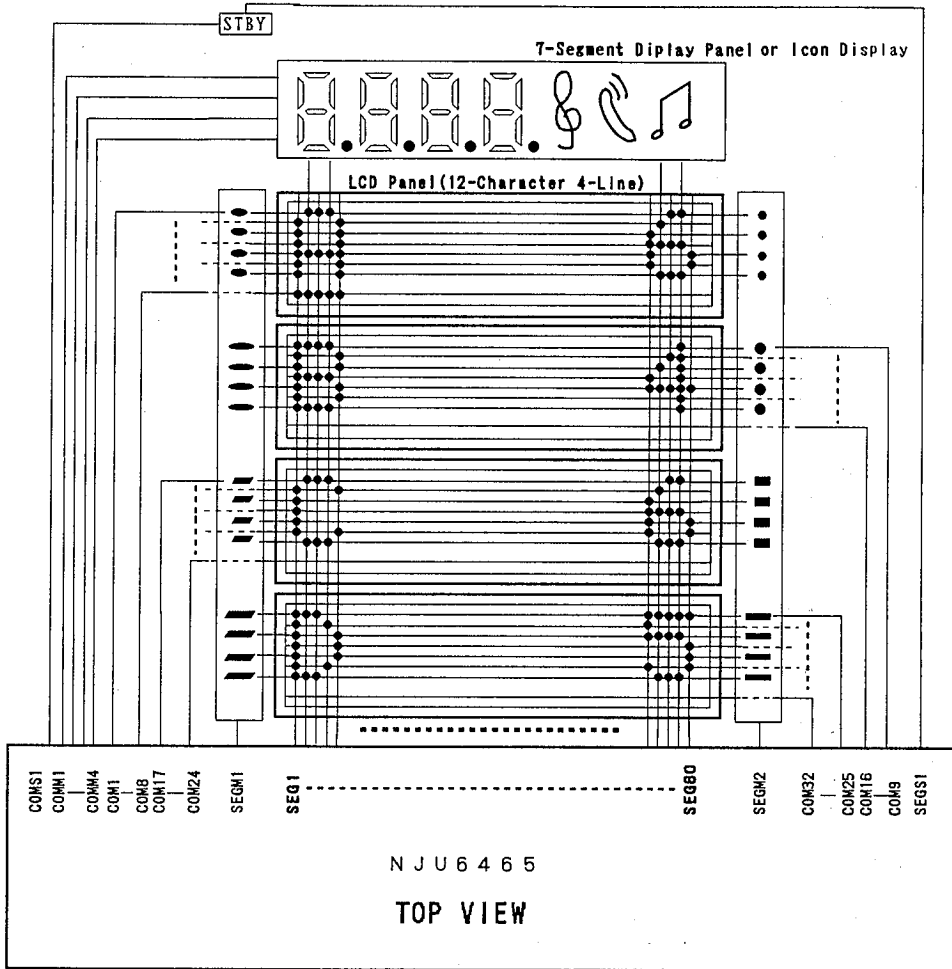 STBY
7-Segment Diplay Panel or Icon Display
LCD Panel(12-Character 4-Line)
COMS1
COMM1
COMM4
COM1
COM8
COM17
COM24
SEGM1
SEG1
SEG80
SEGM2
COM32
COM25
COM16
COM9
SEGS1
NJU6465
TOP VIEW